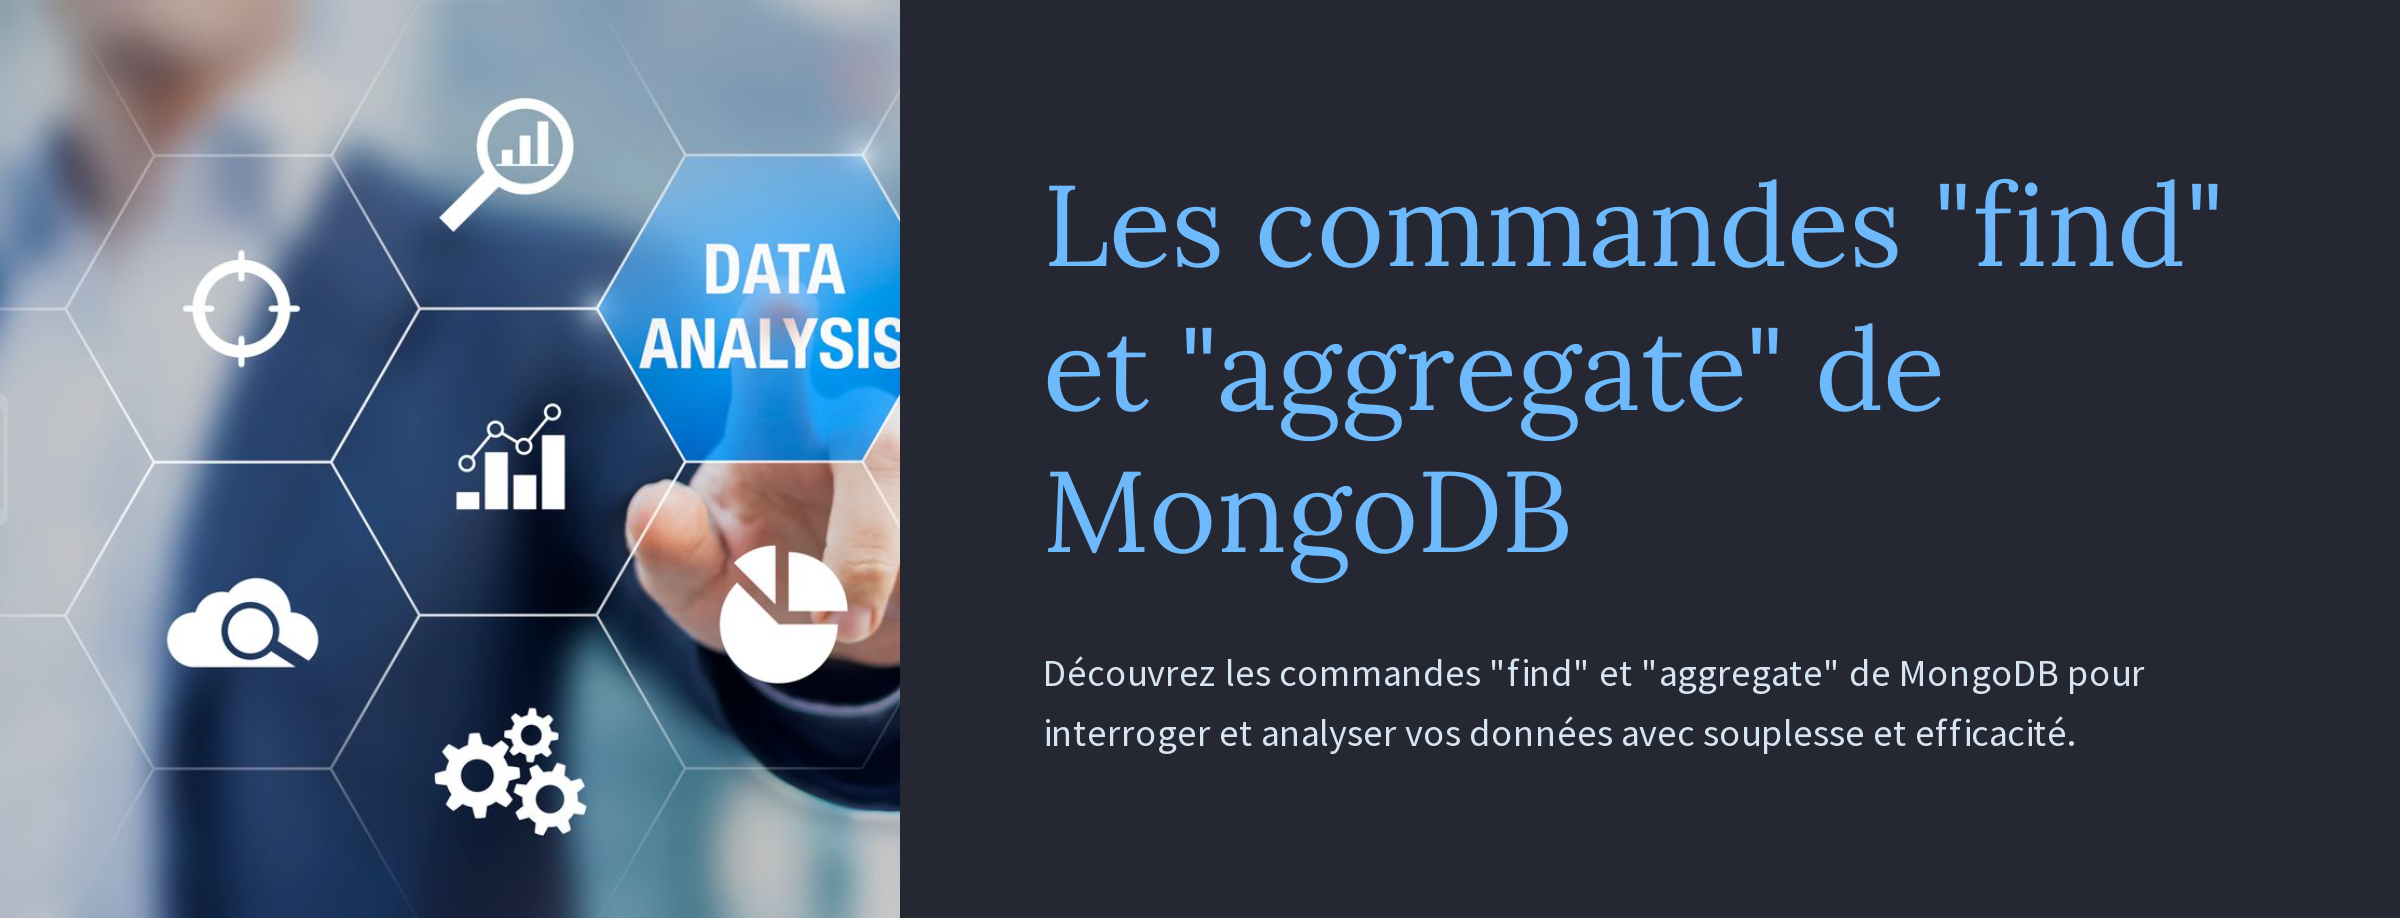 DATA
ANALYSIS
Les commandes "find"
et "aggregate" de
MongoDB
Découvrez les commandes "find" et "aggregate" de MongoDB pour
interroger et analyser vos données avec souplesse et efficacité.